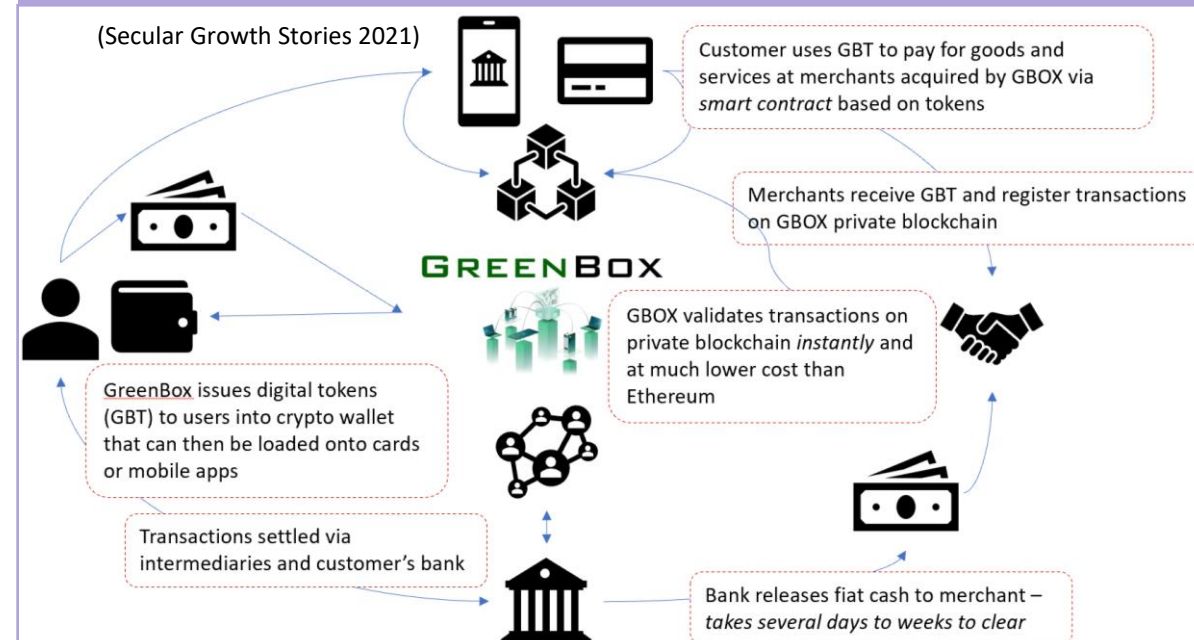 (Secular Growth Stories 2021)
Customer uses GBT to pay for goods and
services at merchants acquired by GBOX via
smart contract based on tokens
Merchants receive GBT and register transactions
on GBOX private blockchain
GREENBOX
GBOX validates transactions on
private blockchain instantly and
at much lower cost than
Ethereum
GreenBox issues digital tokens
(GBT) to users into crypto wallet
that can then be loaded onto cards
or mobile apps
Transactions settled via
intermediaries and customer’s bank
Bank releases fiat cash to merchant –
takes several days to weeks to clear